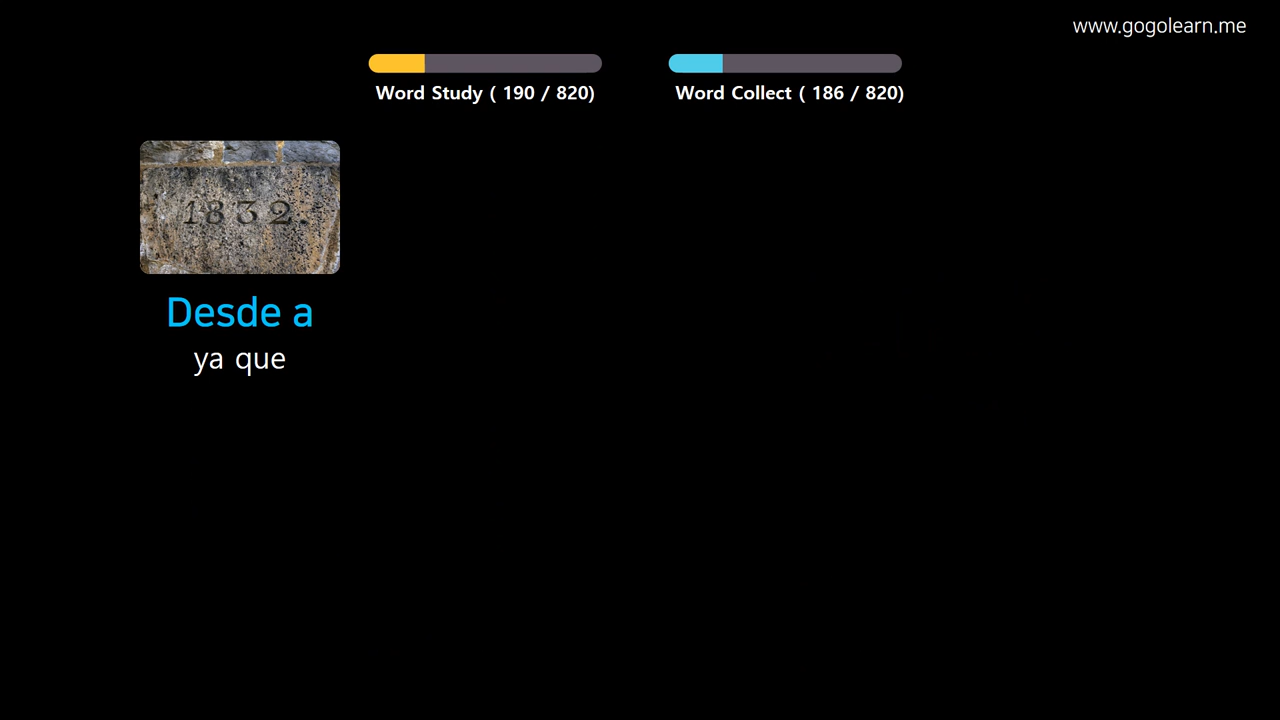 www.gogolearn.me
Word Study ( 190 / 820)
Word Collect ( 186 / 820)
1832.
Desde a
ya que